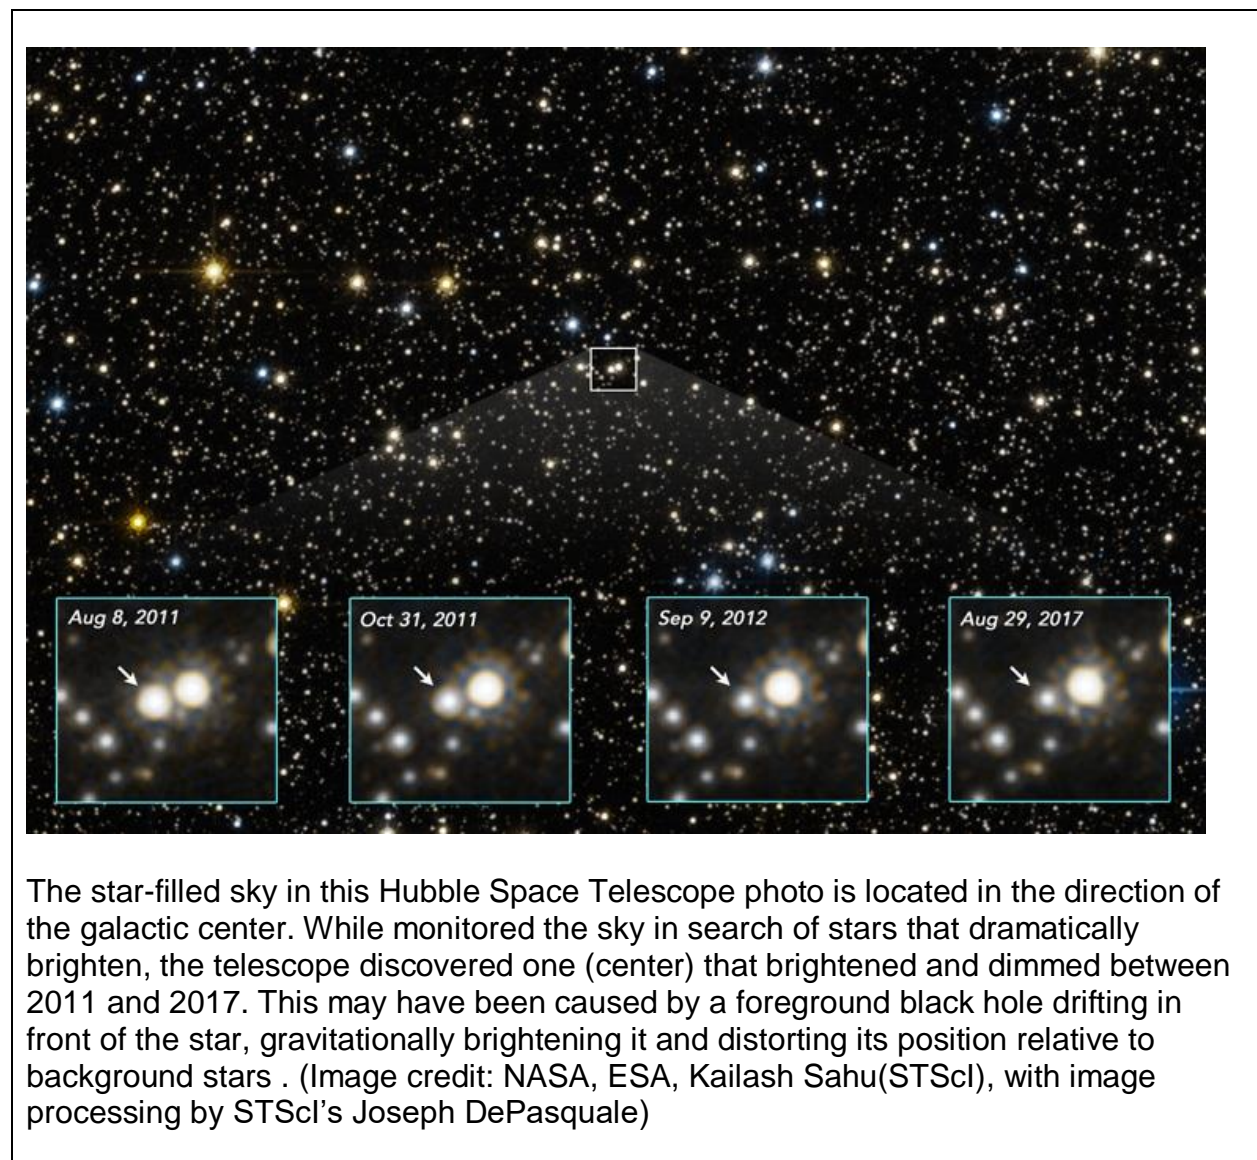 Aug 8, 2011
Oct 31, 2011
Sep 9, 2012
Aug 29, 2017
The star-filled sky in this Hubble Space Telescope photo is located in the direction of
the galactic center. While monitored the sky in search of stars that dramatically
brighten, the telescope discovered one (center) that brightened and dimmed between
2011 and 2017. This may have been caused by a foreground black hole drifting in
front of the star, gravitationally brightening it and distorting its position relative to
background stars . (Image credit: NASA, ESA, Kailash Sahu(STScI), with image
processing by STScI’s Joseph DePasquale)